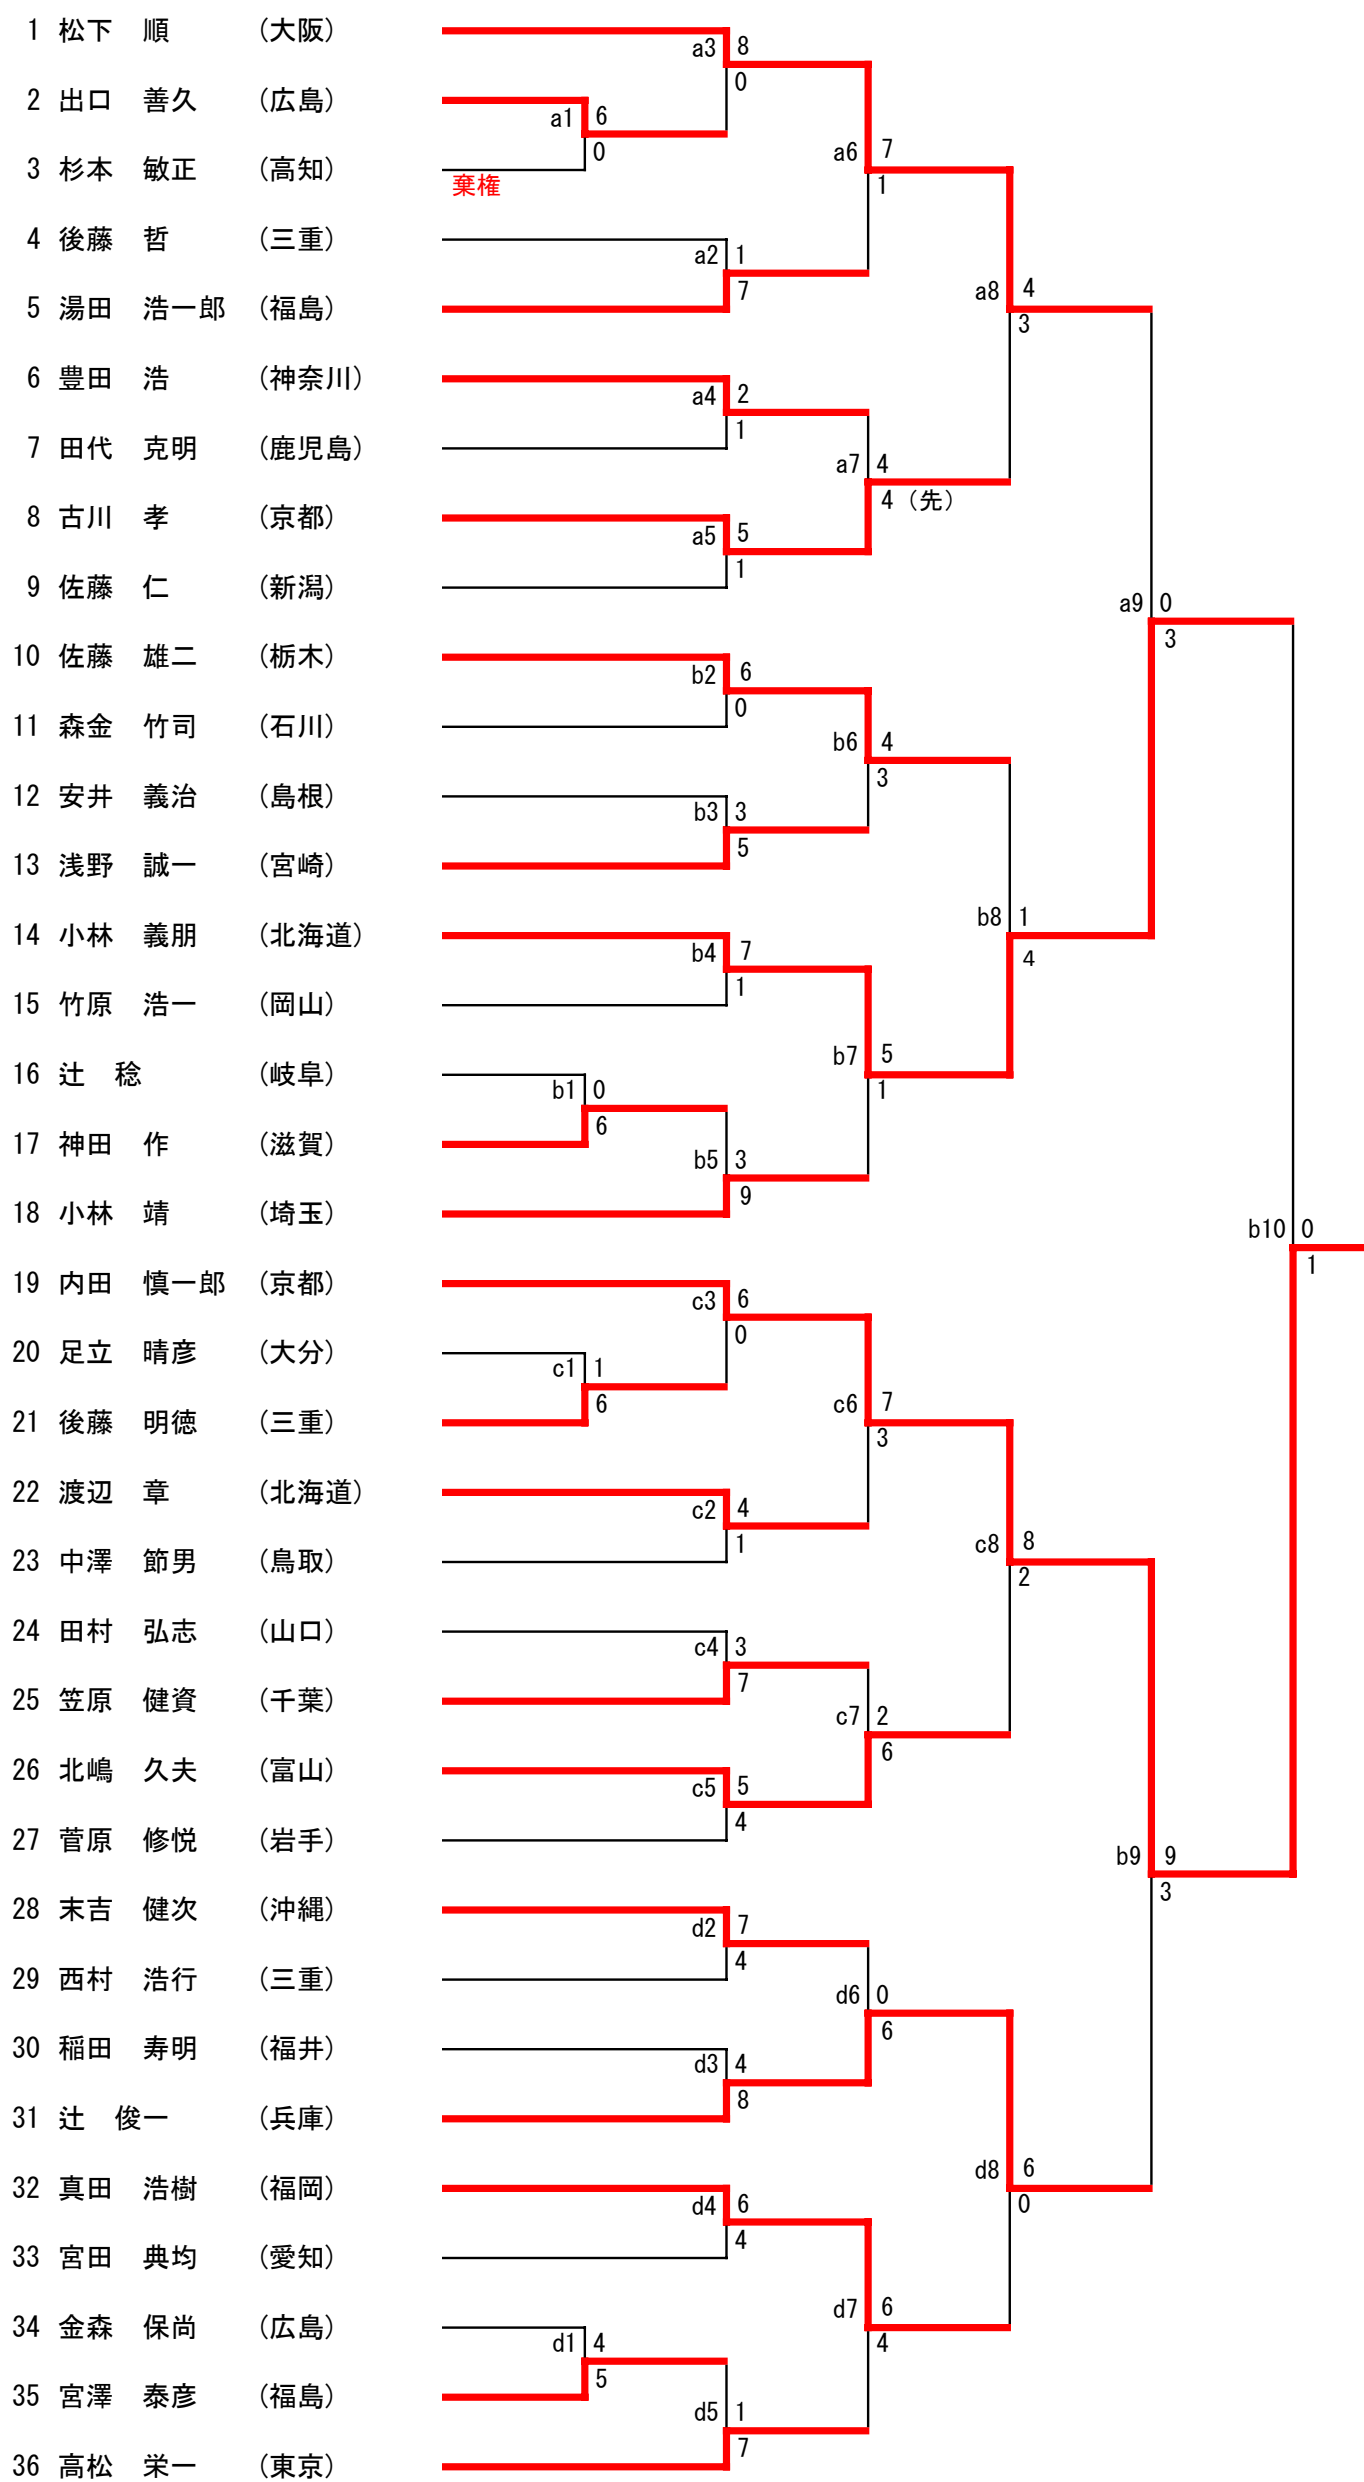 1 松下　順 (大阪)
a3 8
0
2 出口　善久 (広島)
a1 6
0
3 杉本　敏正 (高知)
棄権
a6 7
1
4 後藤　哲 (三重)
a2 1
7
5 湯田　浩一郎 (福島)
a8 4
3
6 豊田　浩 (神奈川)
a4 2
1
7 田代　克明 (鹿児島)
a7 4
4 (先)
8 古川　孝 (京都)
a5 5
1
9 佐藤　仁 (新潟)
a9 0
3
10 佐藤　雄二 (栃木)
b2 6
0
11 森金　竹司 (石川)
b6 4
3
12 安井　義治 (島根)
b3 3
5
13 浅野　誠一 (宮崎)
b8 1
4
14 小林　義朋 (北海道)
b4 7
1
15 竹原　浩一 (岡山)
b7 5
1
16 辻　稔 (岐阜)
b1 0
6
17 神田　作 (滋賀)
b5 3
9
18 小林　靖 (埼玉)
b10 0
1
19 内田　慎一郎 (京都)
c3 6
0
20 足立　晴彦 (大分)
c1 1
6
21 後藤　明徳 (三重)
c6 7
3
22 渡辺　章 (北海道)
c2 4
1
23 中澤　節男 (鳥取)
c8 8
2
24 田村　弘志 (山口)
c4 3
7
25 笠原　健資 (千葉)
c7 2
6
26 北嶋　久夫 (富山)
c5 5
4
27 菅原　修悦 (岩手)
b9 9
3
28 末吉　健次 (沖縄)
d2 7
4
29 西村　浩行 (三重)
d6 0
6
30 稲田　寿明 (福井)
d3 4
8
31 辻　俊一 (兵庫)
d8 6
0
32 真田　浩樹 (福岡)
d4 6
4
33 宮田　典均 (愛知)
d7 6
4
34 金森　保尚 (広島)
d1 4
5
35 宮澤　泰彦 (福島)
d5 1
7
36 高松　栄一 (東京)